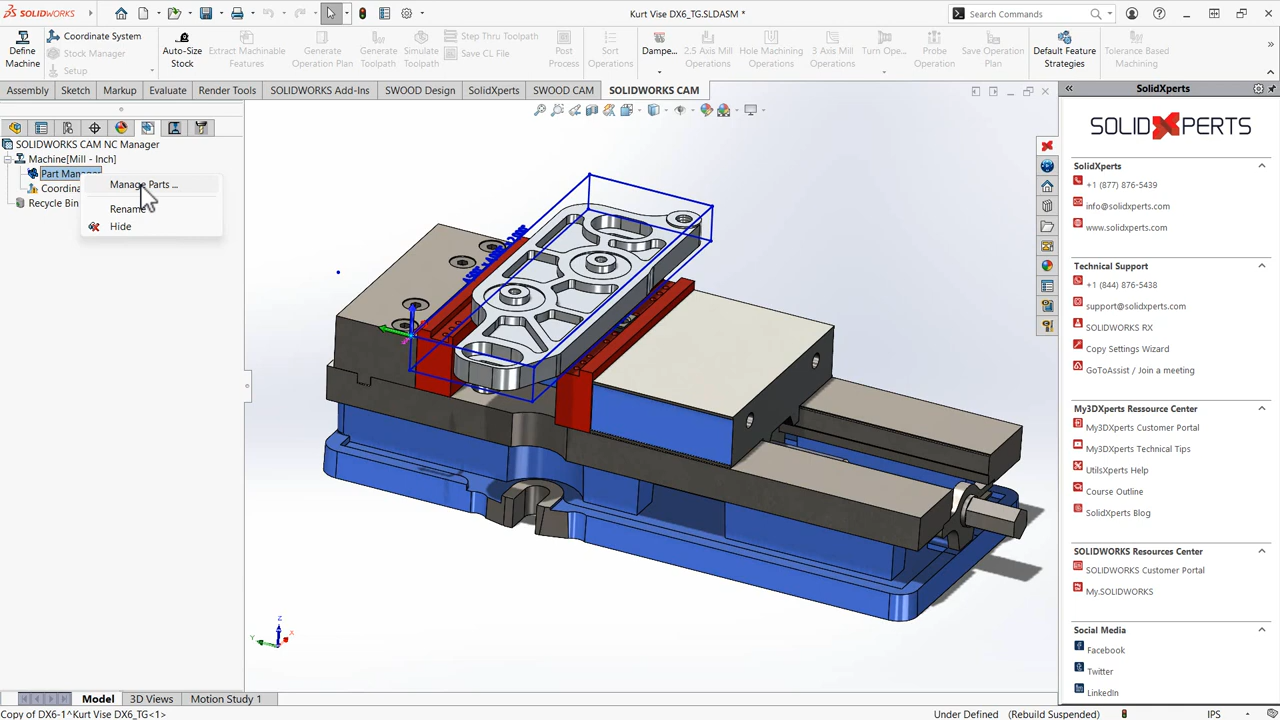 SOLIDWORKS
Kurt Vise DX6_TG.SLDASM *
Search Commands
Define Machine
Coordinate System
Stock Manager
Setup
Auto-Size Stock
Extract Machinable Features
Generate Operation Plan
Generate Toolpath
Simulate Toolpath
Step Thru Toolpath
Save CL File
Post Process
Sort Operations
Dampe...
2.5 Axis Mill Operations
Hole Machining Operations
3 Axis Mill Operations
Turn Ope...
Probe Operation
Save Operation Plan
Default Feature Strategies
Tolerance Based Machining
Assembly
Sketch
Markup
Evaluate
Render Tools
SOLIDWORKS Add-Ins
SWOOD Design
SolidXperts
SWOOD CAM
SOLIDWORKS CAM
SOLIDWORKS CAM NC Manager
Machine[Mill - Inch]
Part Manager
Coordina
Recycle Bin
Manage Parts ...
Rename
Hide
Z
Y
X
SolidXperts
SOLIDXPERTS
SolidXperts
+1 (877) 876-5439
info@solidxperts.com
www.solidxperts.com
Technical Support
+1 (844) 876-5438
support@solidxperts.com
SOLIDWORKS RX
Copy Settings Wizard
GoToAssist / Join a meeting
My3DXperts Ressource Center
My3DXperts Customer Portal
My3DXperts Technical Tips
UtilsXperts Help
Course Outline
SolidXperts Blog
SOLIDWORKS Resources Center
SOLIDWORKS Customer Portal
My.SOLIDWORKS
Social Media
Facebook
Twitter
LinkedIn
Model
3D Views
Motion Study 1
Copy of DX6-1^Kurt Vise DX6_TG<1>
Under Defined
(Rebuild Suspended)
IPS